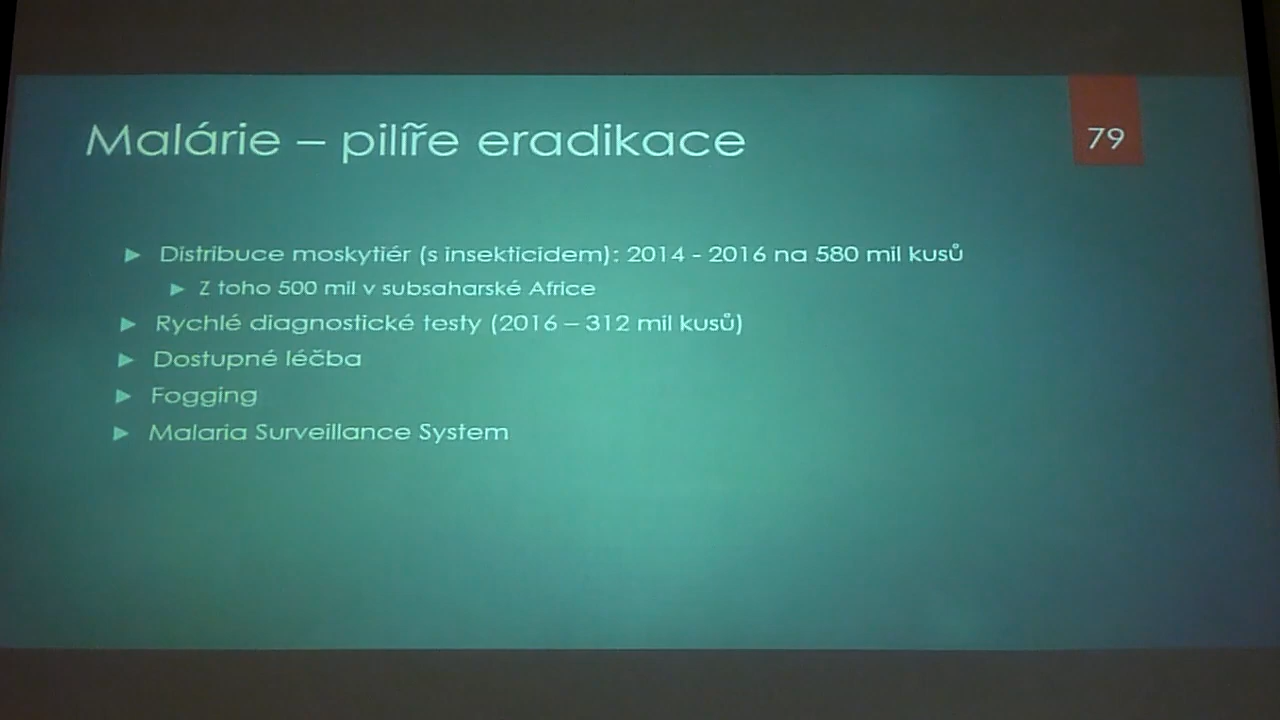 Malárie – pilíře eradikace
79
► Distribuce moskytiér (s insekticidem): 2014 - 2016 na 580 mil kusů
► Z toho 500 mil v subsaharské Africe
► Rychlé diagnostické testy (2016 – 312 mil kusů)
► Dostupné léčba
► Fogging
► Malaria Surveillance System